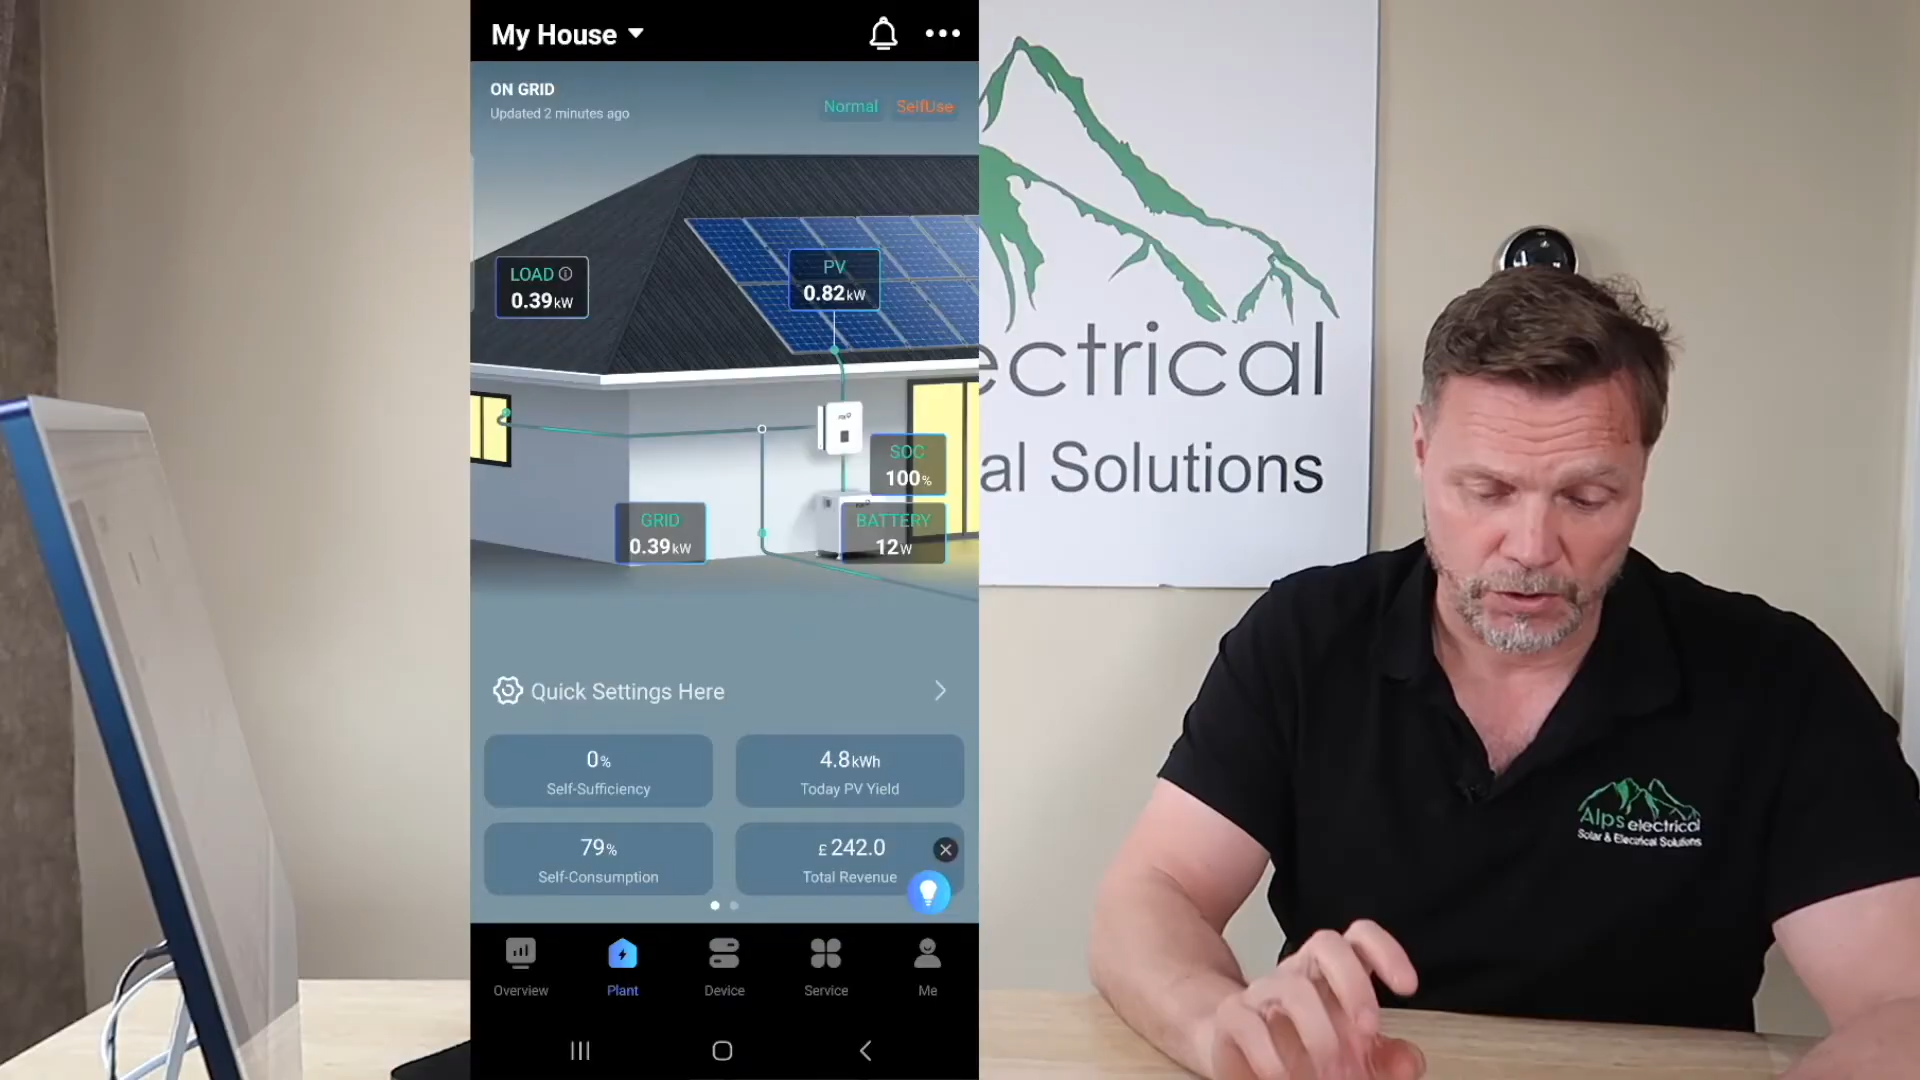 My House
ON GRID
Updated 2 minutes ago
Normal
SelfUse
LOAD
0.39kW
PV
0.82kW
SOC
100%
GRID
0.39kW
BATTERY
12W
Quick Settings Here
0%
Self-Sufficiency
4.8kWh
Today PV Yield
79%
Self-Consumption
£242.0
Total Revenue
Overview
Plant
Device
Service
Me
ectrical
al Solutions
Alps electrical
Solar & Electrical Solutions